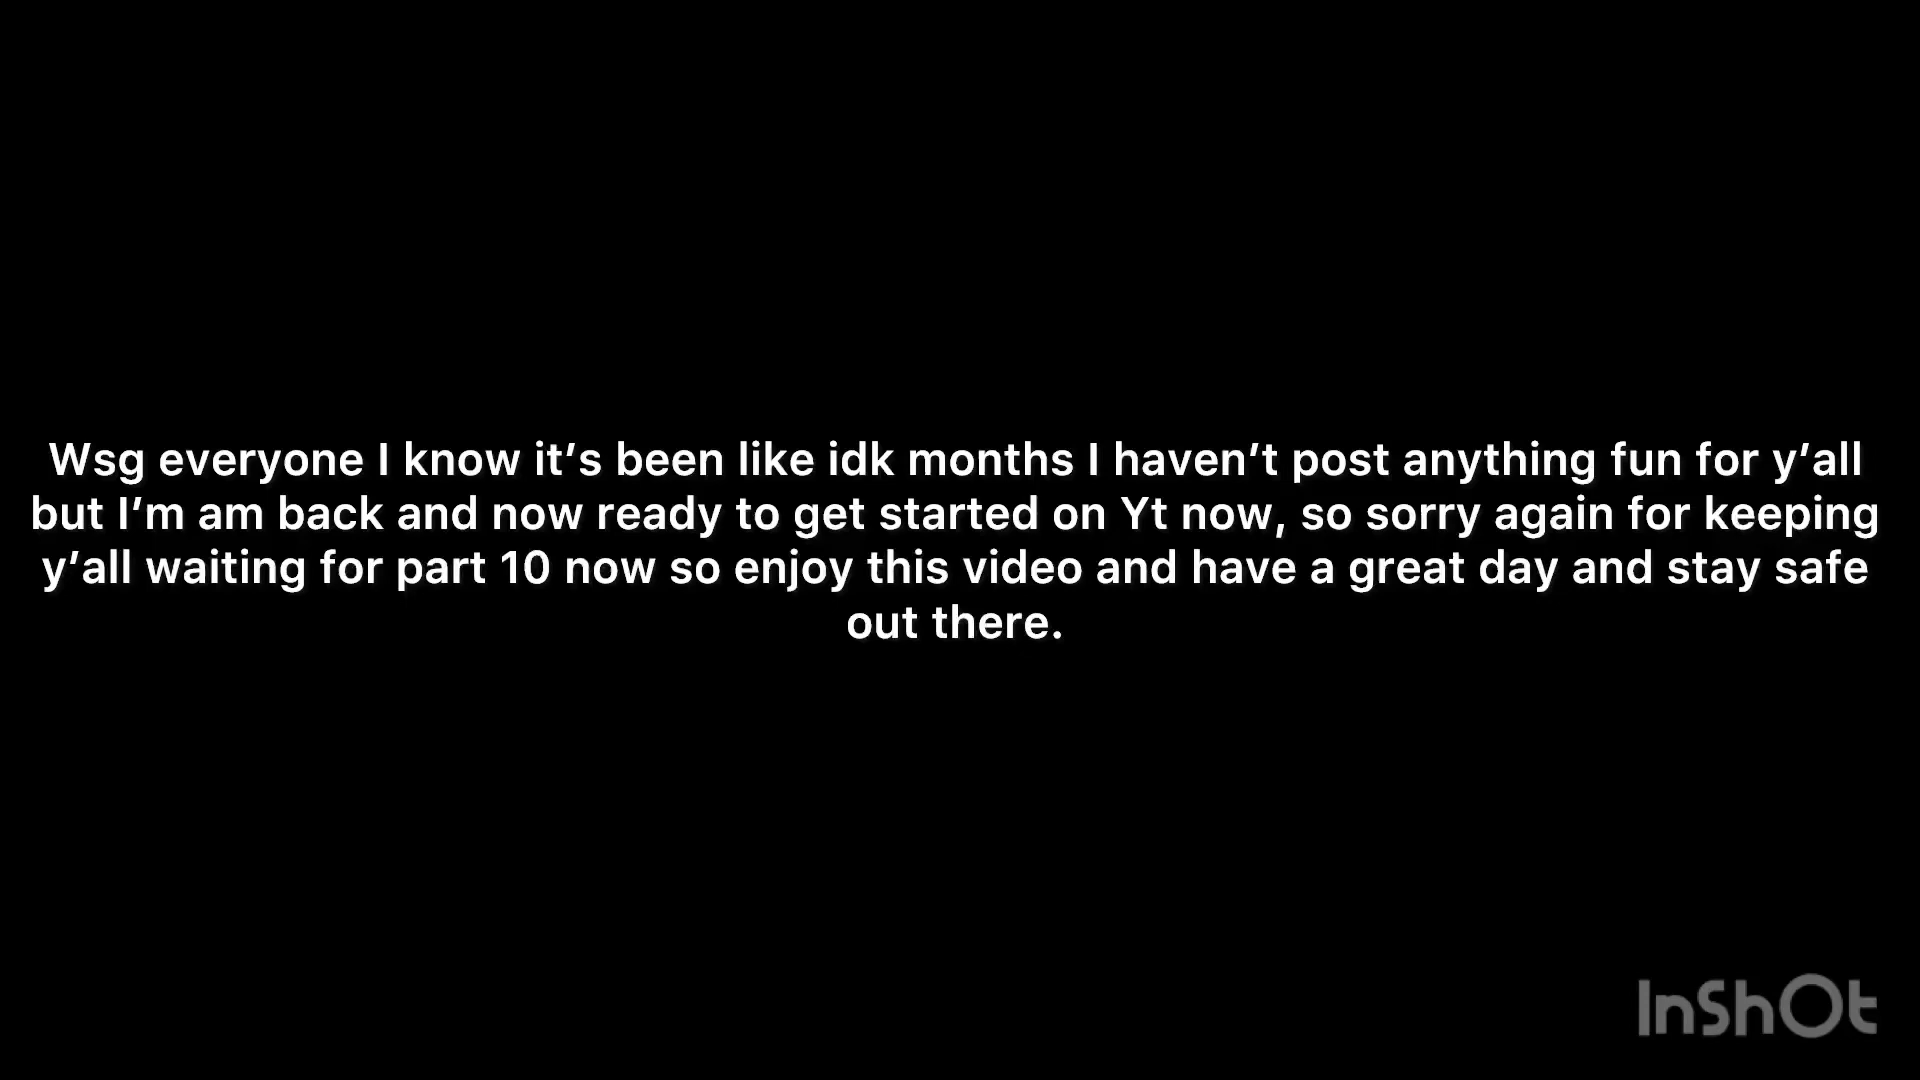 Wsg everyone I know it’s been like idk months I haven’t post anything fun for y’all
but I’m am back and now ready to get started on Yt now, so sorry again for keeping
y’all waiting for part 10 now so enjoy this video and have a great day and stay safe
out there.
InShOt